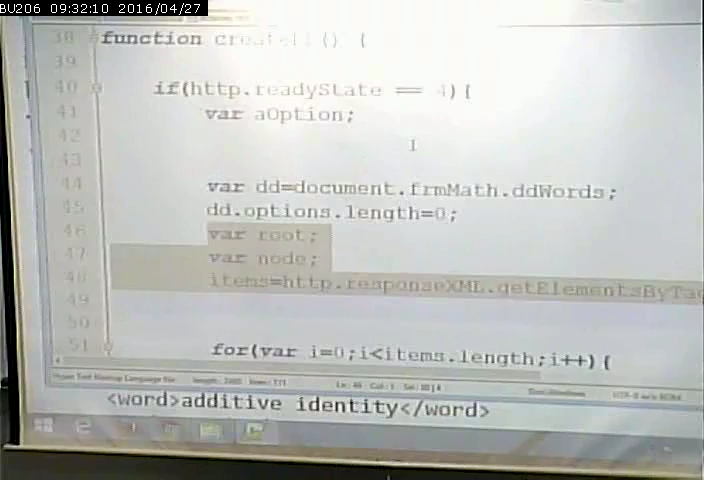 BU206 09:32:10 2016/04/27
38 function create
39
40 if(http.readyState == 4){
41 var aOption;
42
43
44 var dd=document.frmMath.ddWords;
45 dd.options.length=0;
46 var root;
47 var node;
48 items=http.responseXML.getElementsByTag
49
50
51 for(var i=0;i<items.length;i++){
<word>additive identity</word>